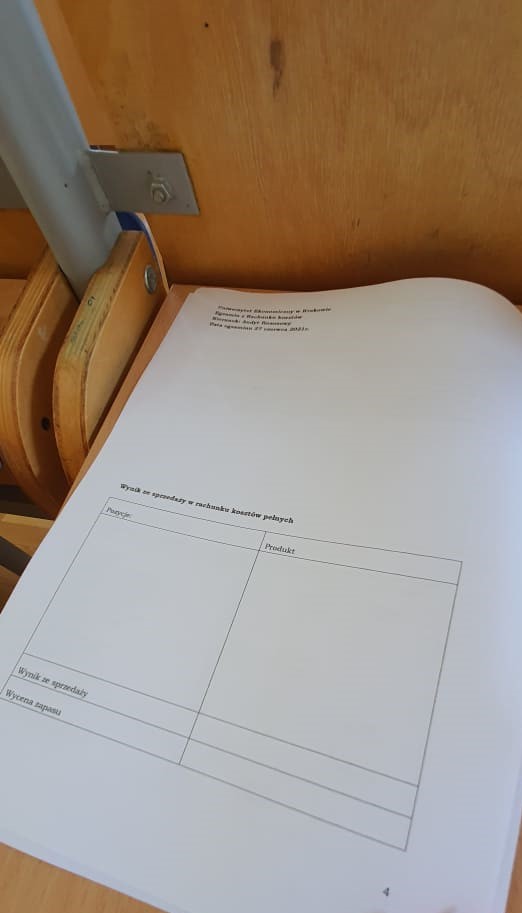 Uniwersytet Ekonomiczny w Krakowie
Egzamin z Rachunku kosztów
Kierunek: Audyt finansowy
Data egzaminu 27 czerwca 2021r.
Wynik ze sprzedaży w rachunku kosztów pełnych
Pozycje:
Produkt
Wynik ze sprzedaży
Wycena zapasu
4